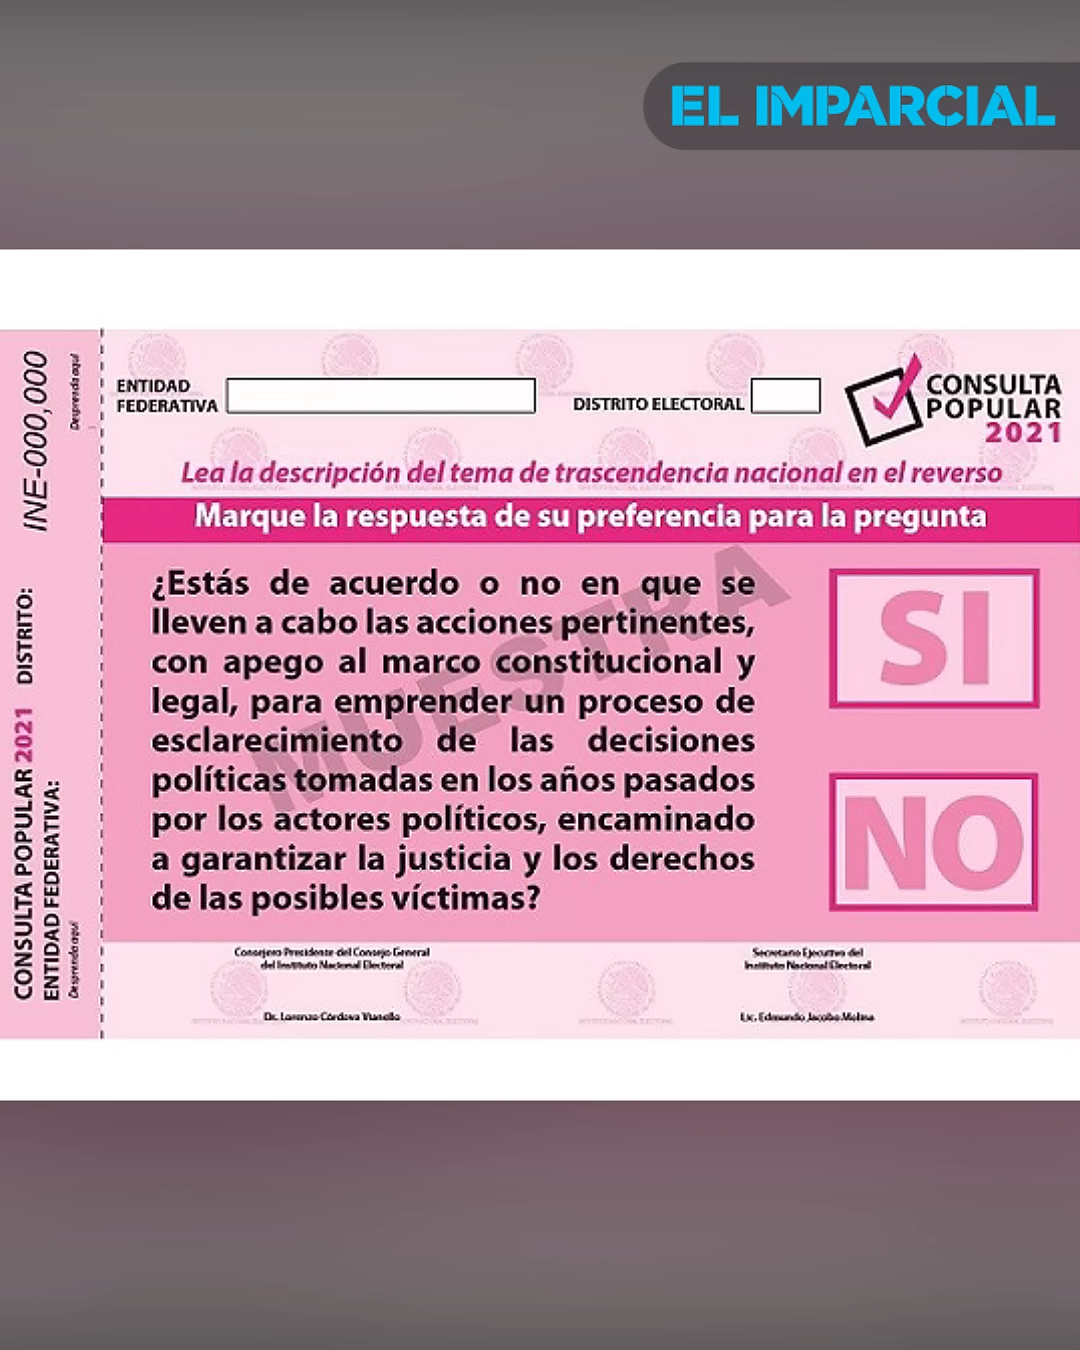 EL IMPARCIAL
INE-000,000
Desprenda aquí
CONSULTA POPULAR 2021 DISTRITO:
ENTIDAD FEDERATIVA:
Desprenda aquí
ENTIDAD
FEDERATIVA
DISTRITO ELECTORAL
CONSULTA
POPULAR
2021
Lea la descripción del tema de trascendencia nacional en el reverso
Marque la respuesta de su preferencia para la pregunta
¿Estás de acuerdo o no en que se
lleven a cabo las acciones pertinentes,
con apego al marco constitucional y
legal, para emprender un proceso de
esclarecimiento de las decisiones
políticas tomadas en los años pasados
por los actores políticos, encaminado
a garantizar la justicia y los derechos
de las posibles víctimas?
MUESTRA
SI
NO
Consejero Presidente del Consejo General
del Instituto Nacional Electoral
Dr. Lorenzo Córdova Vianello
Secretario Ejecutivo del
Instituto Nacional Electoral
Lic. Edmundo Jacobo Molina